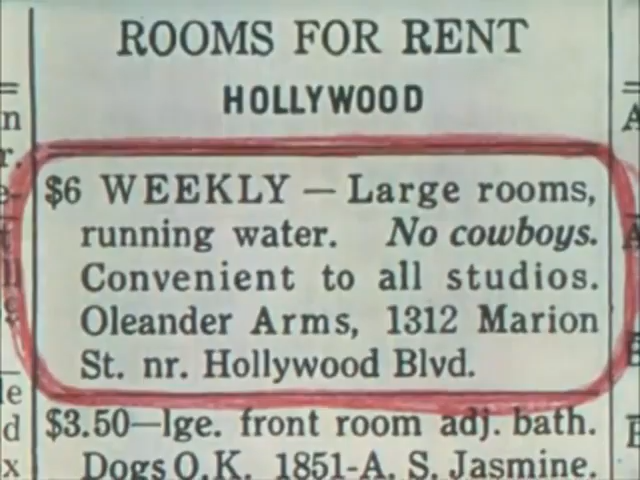 ROOMS FOR RENT
HOLLYWOOD
$6 WEEKLY — Large rooms,
running water. No cowboys.
Convenient to all studios.
Oleander Arms, 1312 Marion
St. nr. Hollywood Blvd.
$3.50—lge. front room adj. bath.
Dogs O.K. 1851-A. S. Jasmine.